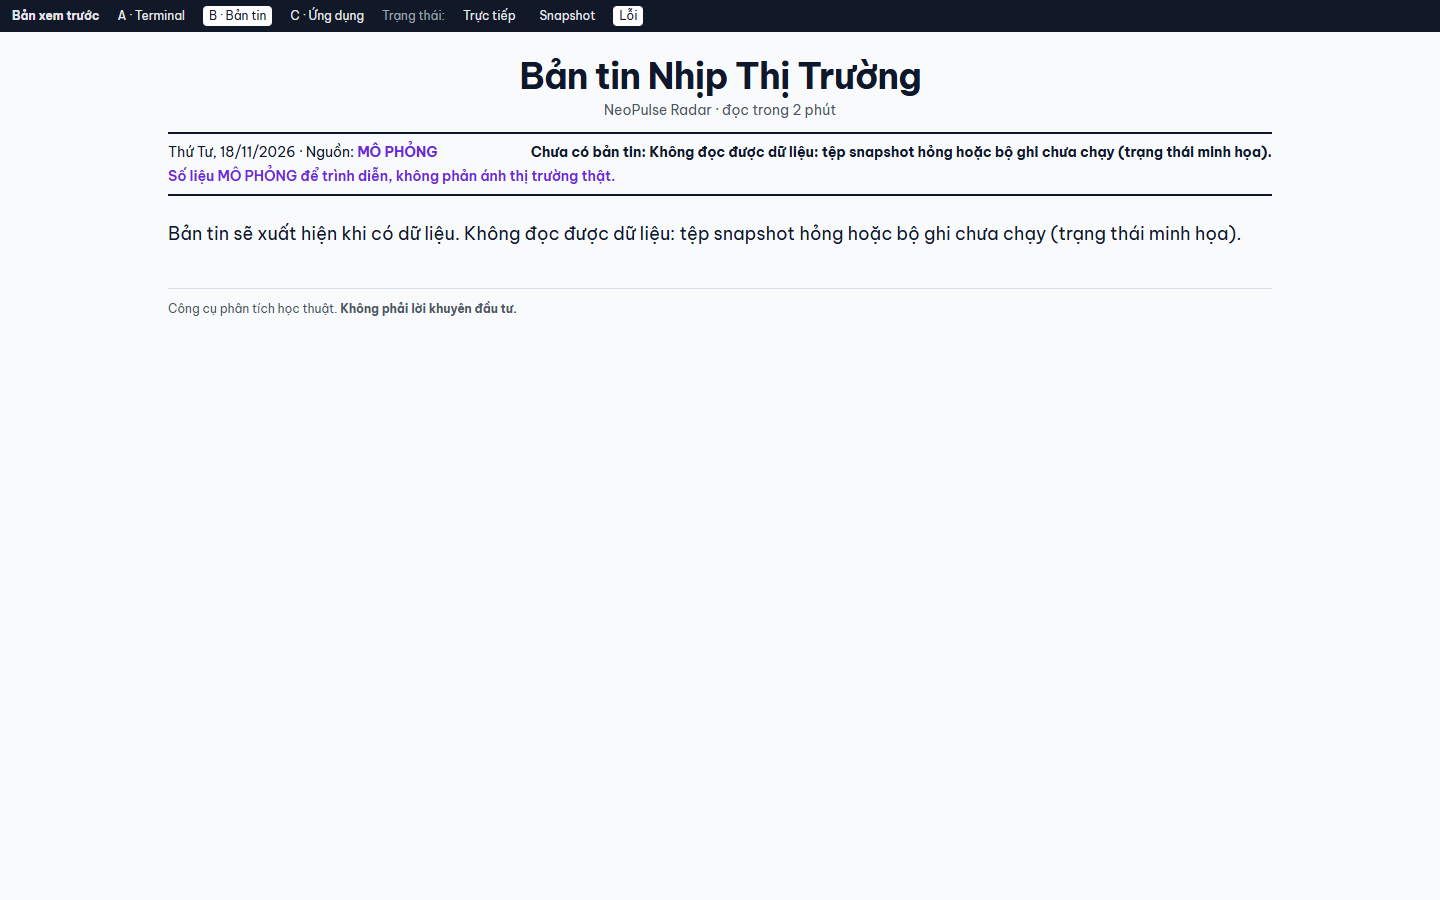 Bản xem trước A · Terminal B · Bản tin C · Ứng dụng Trạng thái: Trực tiếp Snapshot Lỗi
Bản tin Nhịp Thị Trường
NeoPulse Radar · đọc trong 2 phút
Thứ Tư, 18/11/2026 · Nguồn: MÔ PHỎNG Chưa có bản tin: Không đọc được dữ liệu: tệp snapshot hỏng hoặc bộ ghi chưa chạy (trạng thái minh họa).
Số liệu MÔ PHỎNG để trình diễn, không phản ánh thị trường thật.
Bản tin sẽ xuất hiện khi có dữ liệu. Không đọc được dữ liệu: tệp snapshot hỏng hoặc bộ ghi chưa chạy (trạng thái minh họa).
Công cụ phân tích học thuật. Không phải lời khuyên đầu tư.